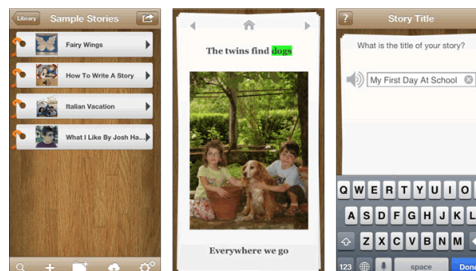 Library
Sample Stories
Fairy Wings
How To Write A Story
Italian Vacation
What I Like By Josh Ha...
The twins find dogs
Everywhere we go
?
Story Title
What is the title of your story?
My First Day At School
Q W E R T Y U I O
A S D F G H J K L
Z X C V B N M
123 space Done